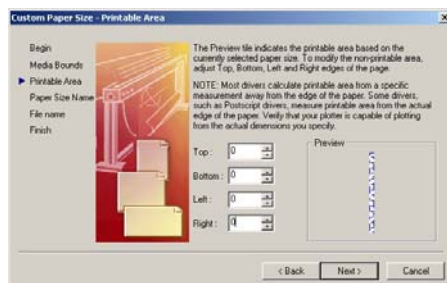 Custom Paper Size - Printable Area
Begin
Media Bounds
Printable Area
Paper Size Name
File name
Finish
The Preview tile indicates the printable area based on the
currently selected paper size. To modify the non-printable area,
adjust Top, Bottom, Left and Right edges of the page.
NOTE: Most drivers calculate printable area from a specific
measurement away from the edge of the paper. Some drivers,
such as Postscript drivers, measure printable area from the actual
edge of the paper. Verify that your plotter is capable of plotting
from the actual dimensions you specify.
Top : 0
Bottom : 0
Left : 0
Right : 0
Preview
< Back Next > Cancel